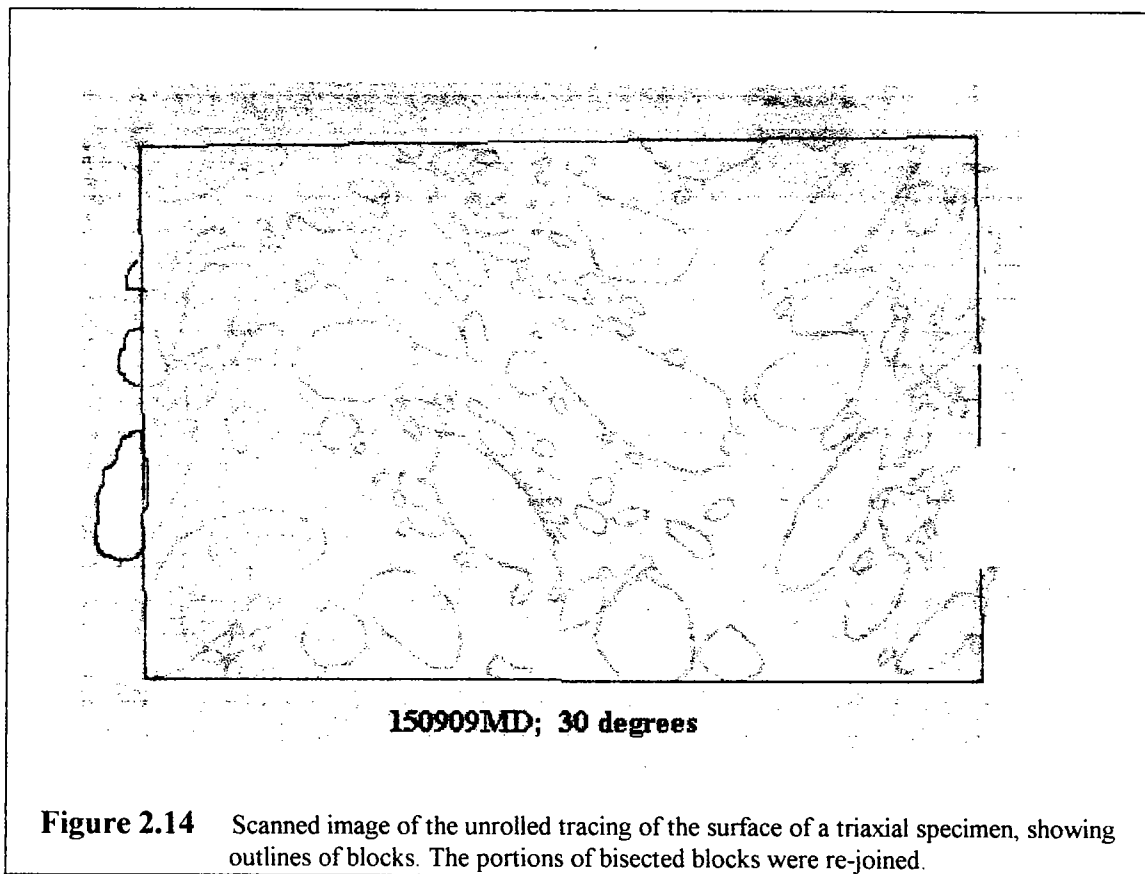 150909MD; 30 degrees
Figure 2.14 Scanned image of the unrolled tracing of the surface of a triaxial specimen, showing
outlines of blocks. The portions of bisected blocks were re-joined.